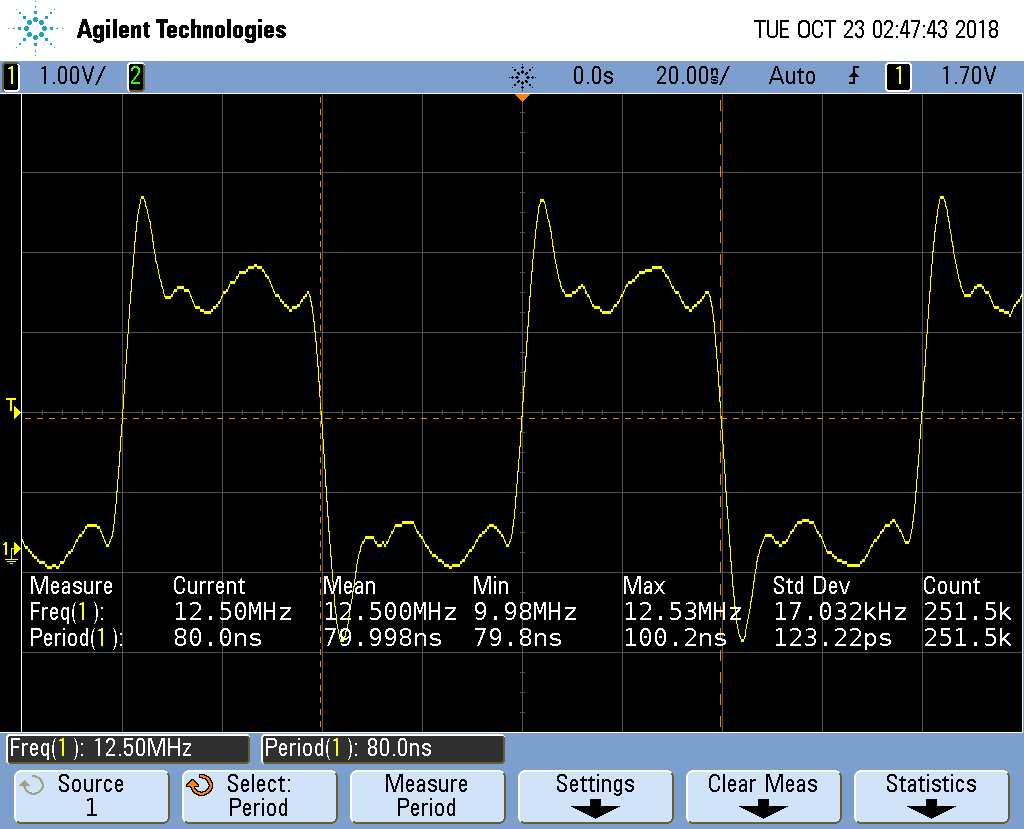 Agilent Technologies TUE OCT 23 02:47:43 2018
1 1.00V/ 2 0.0s 20.00ns/ Auto 1 1.70V
T
1
Measure Current Mean Min Max Std Dev Count
Freq(1): 12.50MHz 12.500MHz 9.98MHz 12.53MHz 17.032kHz 251.5k
Period(1): 80.0ns 79.998ns 79.8ns 100.2ns 123.22ps 251.5k
Freq(1): 12.50MHz Period(1): 80.0ns
Source Select: Measure Settings Clear Meas Statistics
1 Period Period